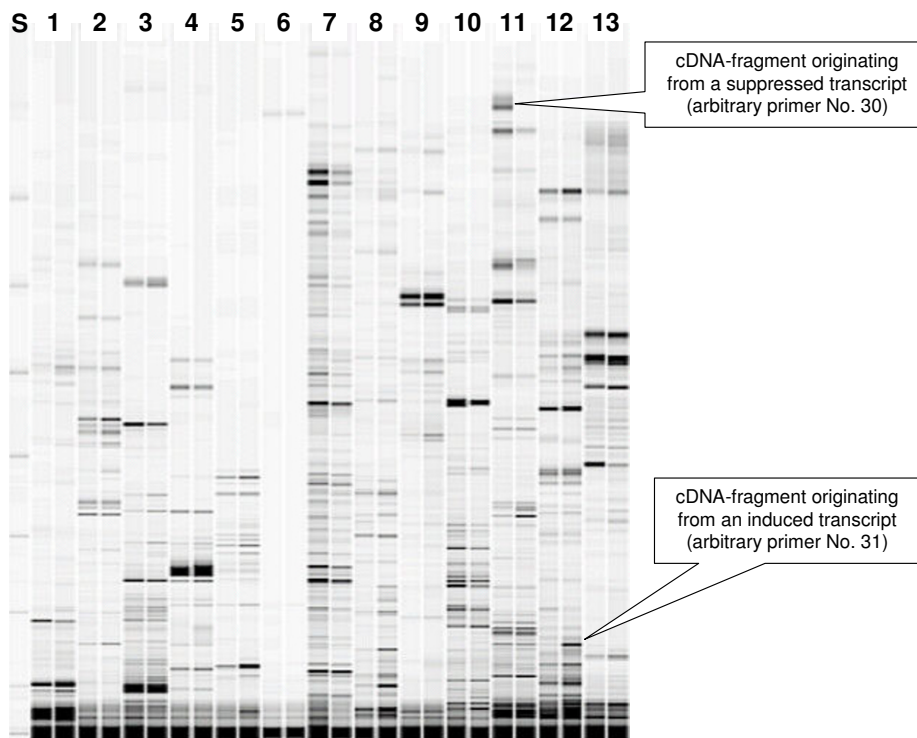 S 1 2 3 4 5 6 7 8 9 10 11 12 13
cDNA-fragment originating
from a suppressed transcript
(arbitrary primer No. 30)
cDNA-fragment originating
from an induced transcript
(arbitrary primer No. 31)